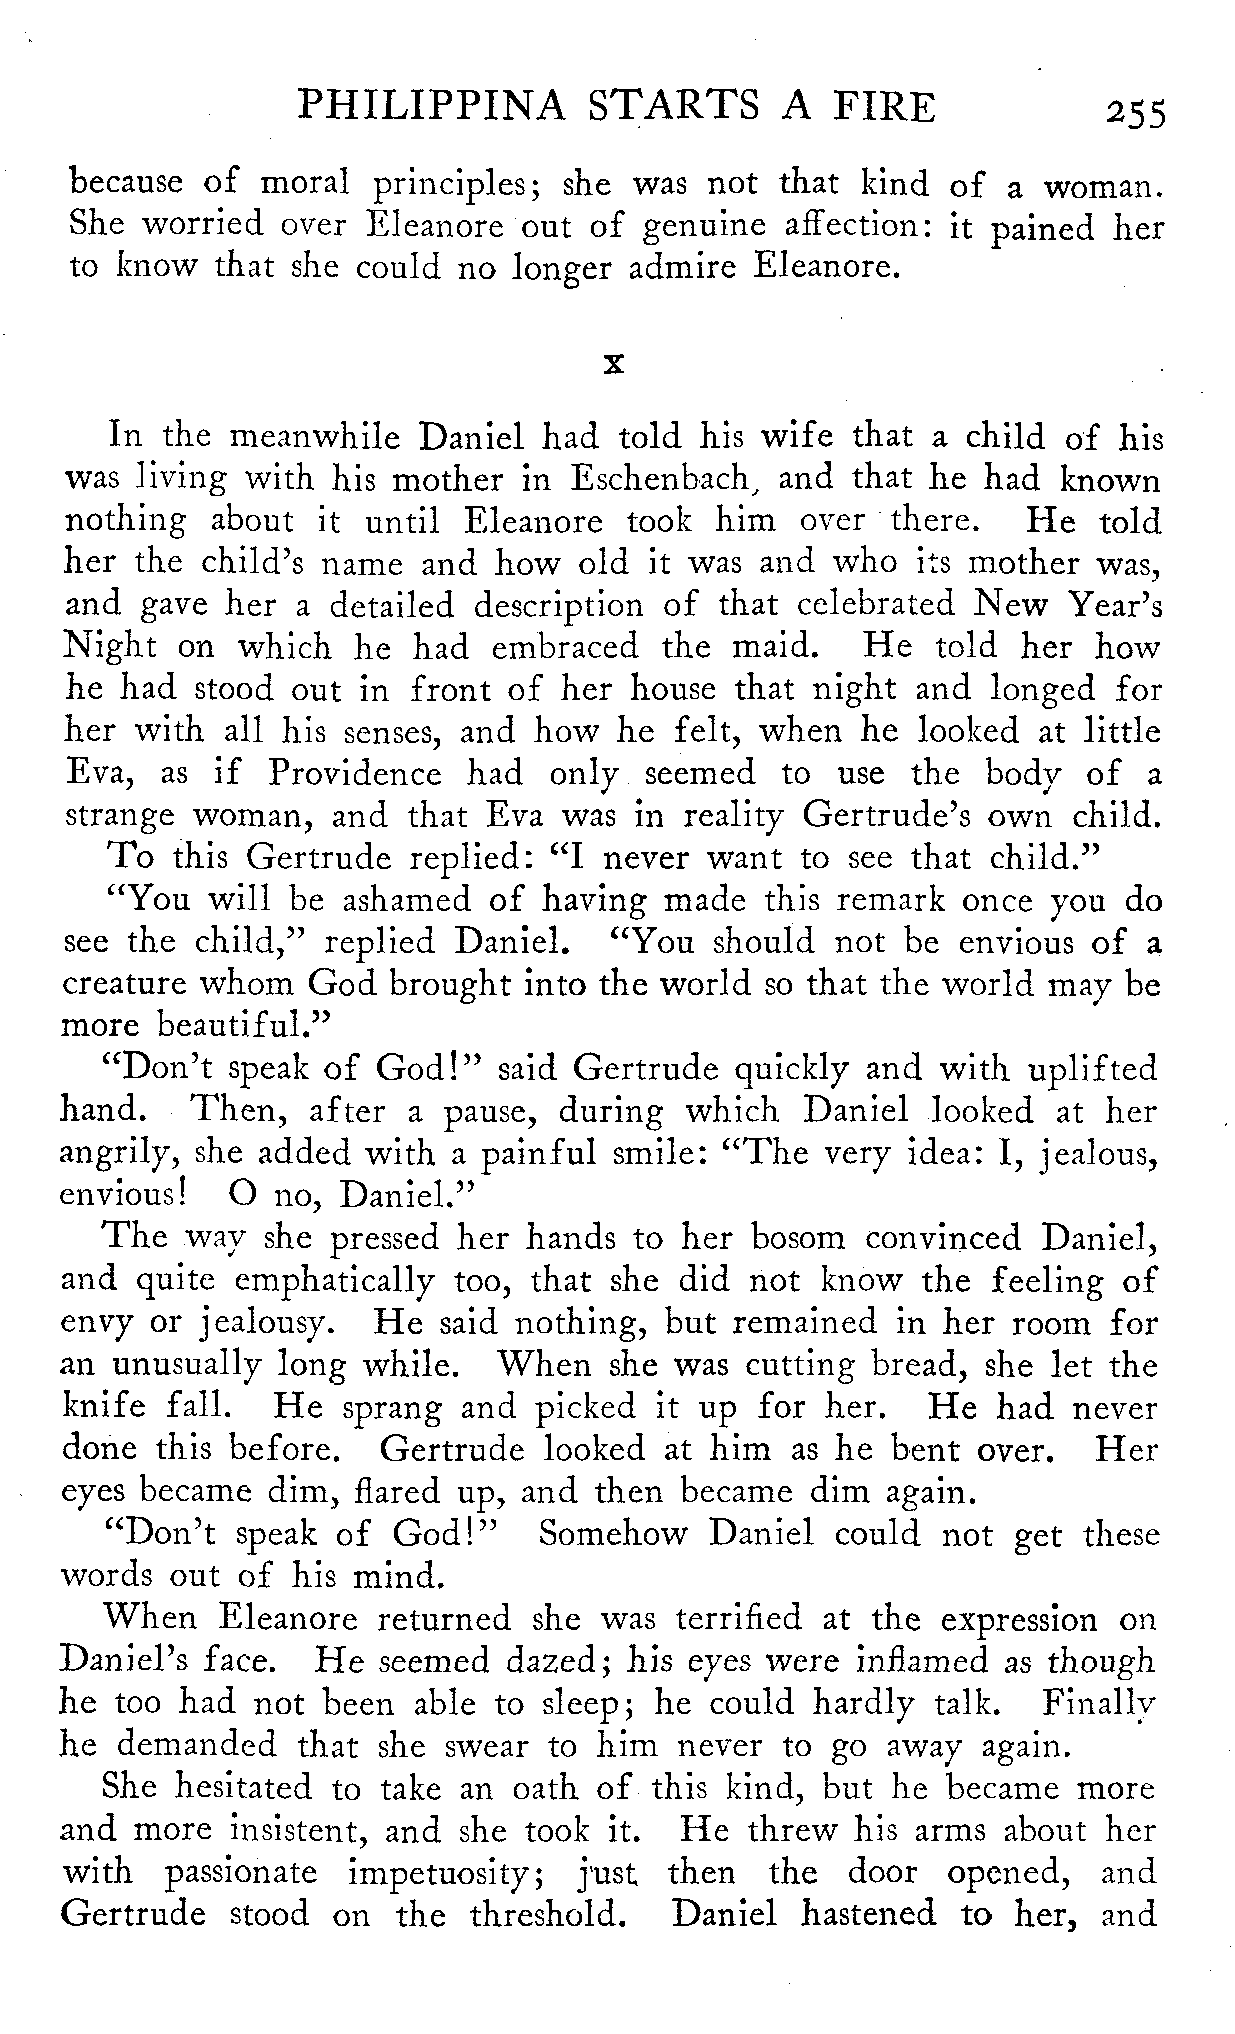 PHILIPPINA STARTS A FIRE 255
because of moral principles; she was not that kind of a woman.
She worried over Eleanore out of genuine affection: it pained her
to know that she could no longer admire Eleanore.
X
In the meanwhile Daniel had told his wife that a child of his
was living with his mother in Eschenbach, and that he had known
nothing about it until Eleanore took him over there. He told
her the child's name and how old it was and who its mother was,
and gave her a detailed description of that celebrated New Year's
Night on which he had embraced the maid. He told her how
he had stood out in front of her house that night and longed for
her with all his senses, and how he felt, when he looked at little
Eva, as if Providence had only seemed to use the body of a
strange woman, and that Eva was in reality Gertrude's own child.
To this Gertrude replied: "I never want to see that child."
"You will be ashamed of having made this remark once you do
see the child," replied Daniel. "You should not be envious of a
creature whom God brought into the world so that the world may be
more beautiful."
"Don't speak of God!" said Gertrude quickly and with uplifted
hand. Then, after a pause, during which Daniel looked at her
angrily, she added with a painful smile: "The very idea: I, jealous,
envious! O no, Daniel."
The way she pressed her hands to her bosom convinced Daniel,
and quite emphatically too, that she did not know the feeling of
envy or jealousy. He said nothing, but remained in her room for
an unusually long while. When she was cutting bread, she let the
knife fall. He sprang and picked it up for her. He had never
done this before. Gertrude looked at him as he bent over. Her
eyes became dim, flared up, and then became dim again.
"Don't speak of God!" Somehow Daniel could not get these
words out of his mind.
When Eleanore returned she was terrified at the expression on
Daniel's face. He seemed dazed; his eyes were inflamed as though
he too had not been able to sleep; he could hardly talk. Finally
he demanded that she swear to him never to go away again.
She hesitated to take an oath of this kind, but he became more
and more insistent, and she took it. He threw his arms about her
with passionate impetuosity; just then the door opened, and
Gertrude stood on the threshold. Daniel hastened to her, and